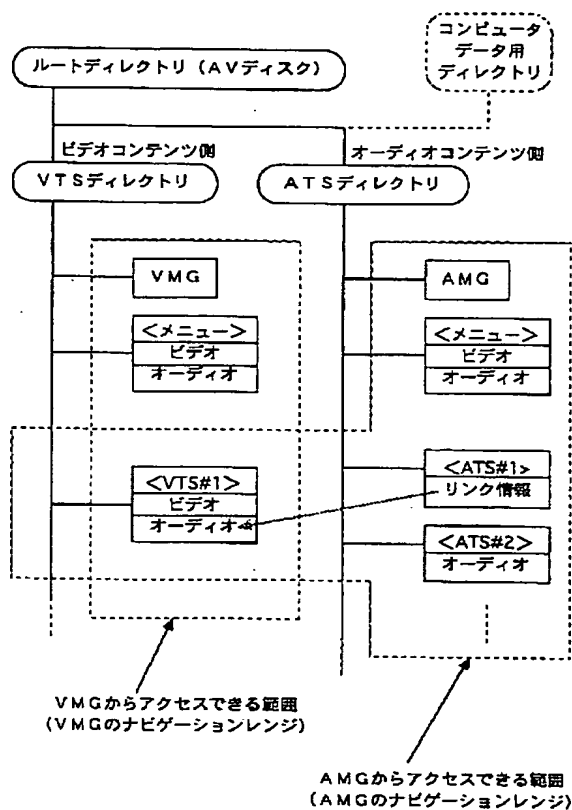 コンピュータ
データ用
ディレクトリ
ルートディレクトリ（AVディスク）
ビデオコンテンツ側
オーディオコンテンツ側
VTSディレクトリ
ATSディレクトリ
VMG
AMG
<メニュー>
ビデオ
オーディオ
<メニュー>
ビデオ
オーディオ
<VTS#1>
ビデオ
オーディオ
<ATS#1>
リンク情報
<ATS#2>
オーディオ
VMGからアクセスできる範囲
(VMGのナビゲーションレンジ)
AMGからアクセスできる範囲
(AMGのナビゲーションレンジ)